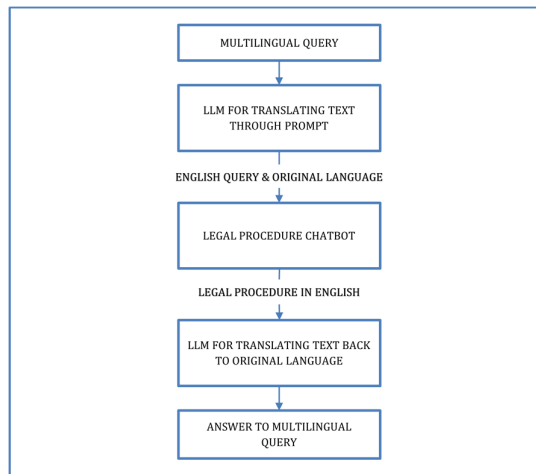 MULTILINGUAL QUERY
LLM FOR TRANSLATING TEXT
THROUGH PROMPT
ENGLISH QUERY & ORIGINAL LANGUAGE
LEGAL PROCEDURE CHATBOT
LEGAL PROCEDURE IN ENGLISH
LLM FOR TRANSLATING TEXT BACK
TO ORIGINAL LANGUAGE
ANSWER TO MULTILINGUAL
QUERY